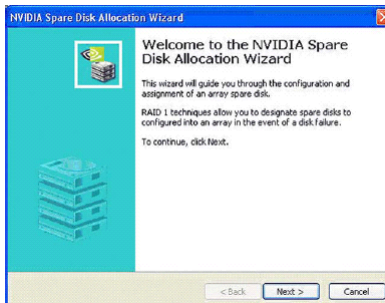 NVIDIA Spare Disk Allocation Wizard
Welcome to the NVIDIA Spare
Disk Allocation Wizard
This wizard will guide you through the configuration and
assignment of an array spare disk.
RAID 1 techniques allow you to designate spare disks to
configured into an array in the event of a disk failure.
To continue, click Next.
< Back
Next >
Cancel